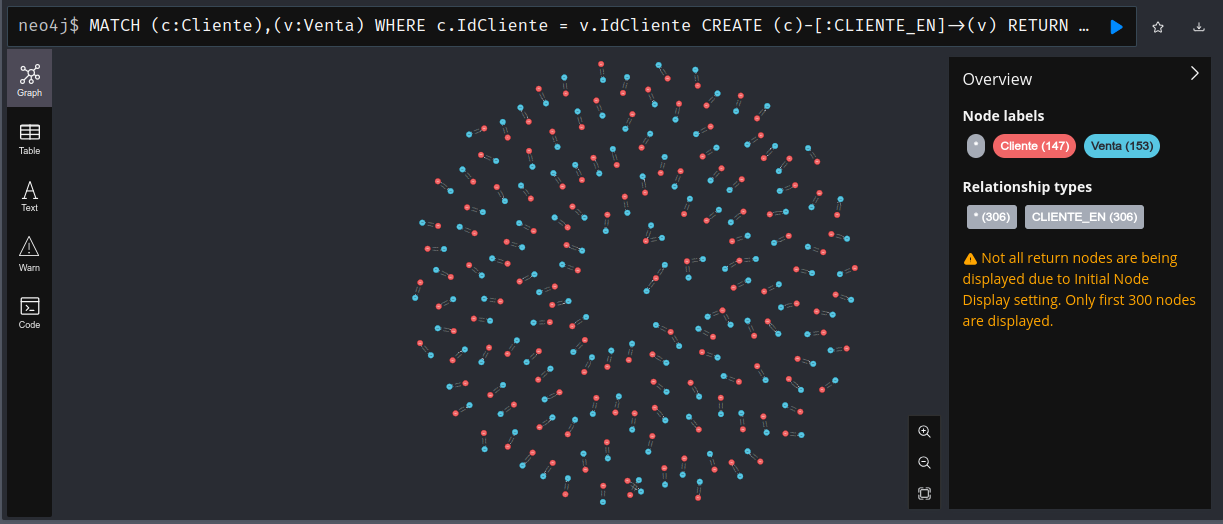 neo4j$ MATCH (c:Cliente),(v:Venta) WHERE c.IdCliente = v.IdCliente CREATE (c)-[:CLIENTE_EN]->(v) RETURN …
Graph
Table
Text
Warn
Code
Overview
Node labels
* Cliente (147) Venta (153)
Relationship types
* (306) CLIENTE_EN (306)
Not all return nodes are being
displayed due to Initial Node
Display setting. Only first 300 nodes
are displayed.